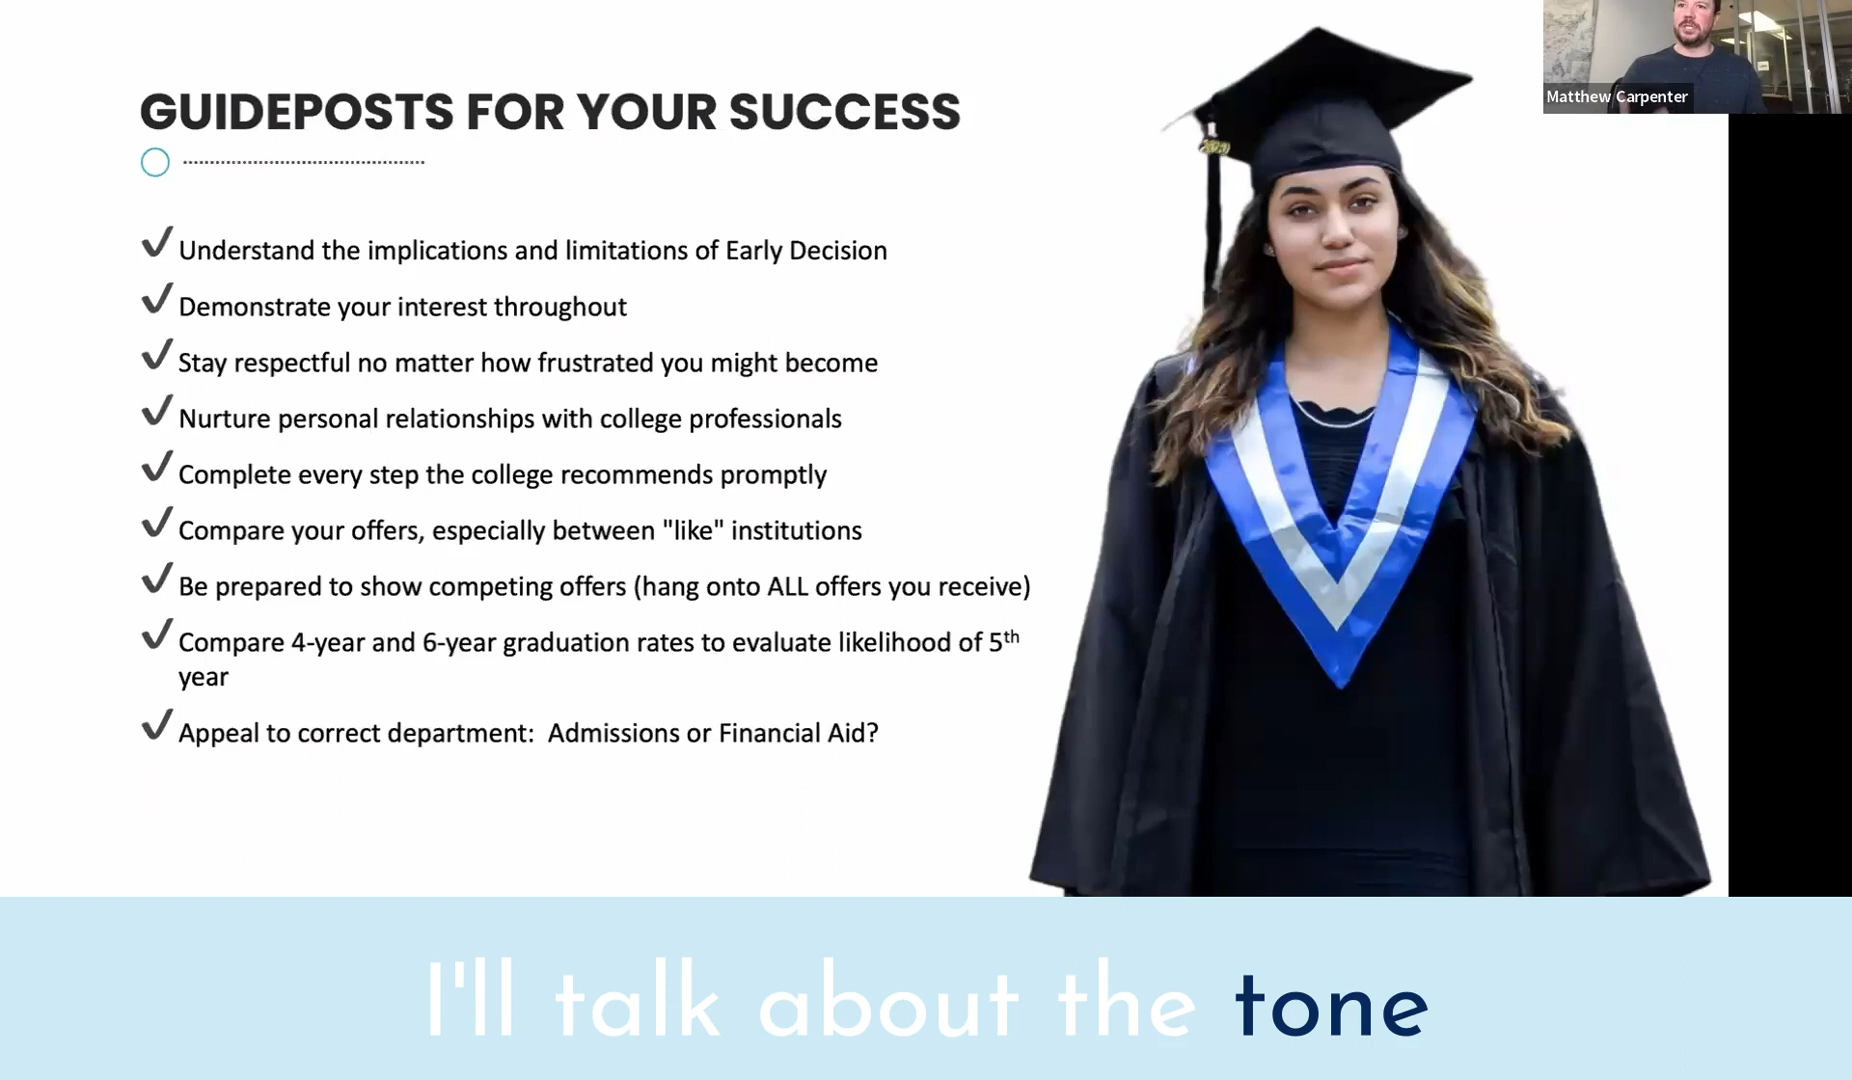 GUIDEPOSTS FOR YOUR SUCCESS
Matthew Carpenter
Understand the implications and limitations of Early Decision
Demonstrate your interest throughout
Stay respectful no matter how frustrated you might become
Nurture personal relationships with college professionals
Complete every step the college recommends promptly
Compare your offers, especially between "like" institutions
Be prepared to show competing offers (hang onto ALL offers you receive)
Compare 4-year and 6-year graduation rates to evaluate likelihood of 5th
year
Appeal to correct department: Admissions or Financial Aid?
I'll talk about the tone